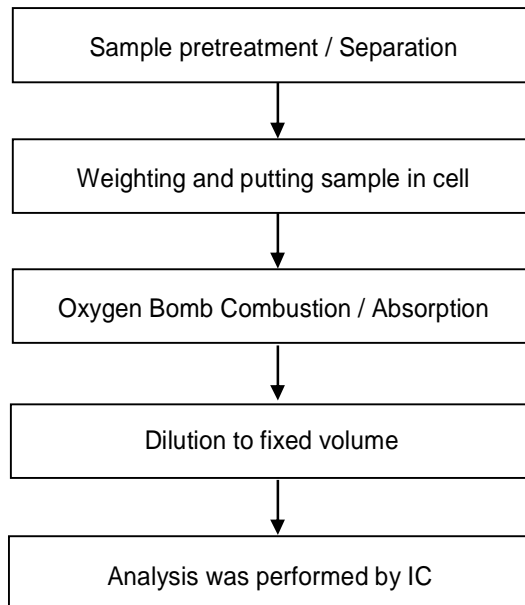 Sample pretreatment / Separation
Weighting and putting sample in cell
Oxygen Bomb Combustion / Absorption
Dilution to fixed volume
Analysis was performed by IC